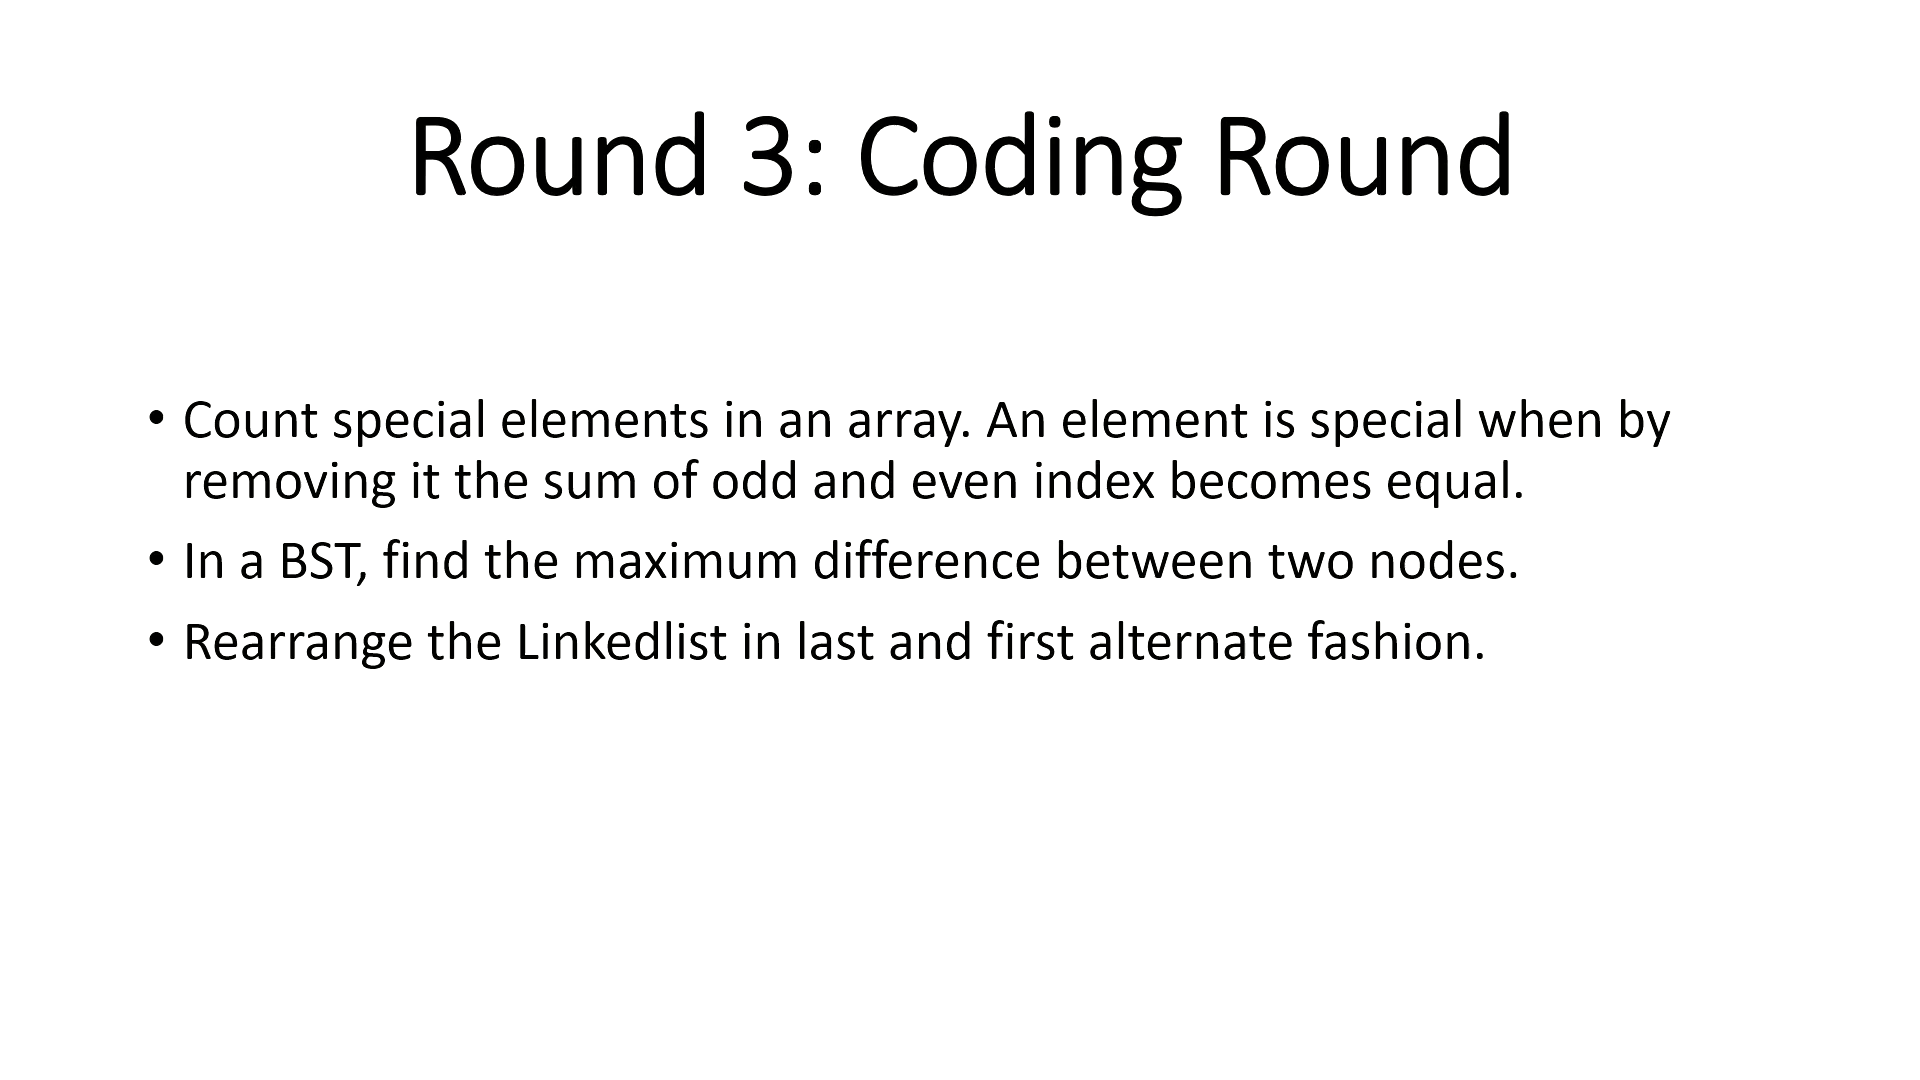 Round 3: Coding Round
• Count special elements in an array. An element is special when by
removing it the sum of odd and even index becomes equal.
• In a BST, find the maximum difference between two nodes.
• Rearrange the Linkedlist in last and first alternate fashion.